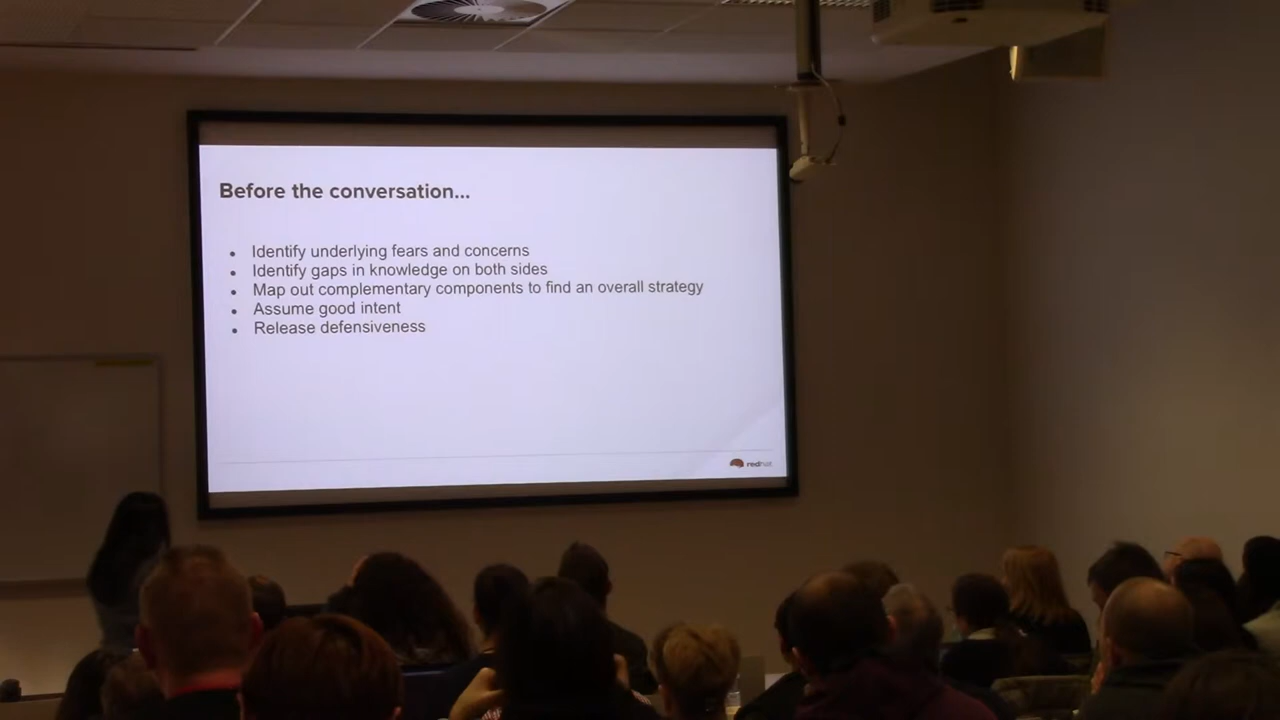 Before the conversation...
Identify underlying fears and concerns
Identify gaps in knowledge on both sides
Map out complementary components to find an overall strategy
Assume good intent
Release defensiveness
redhat